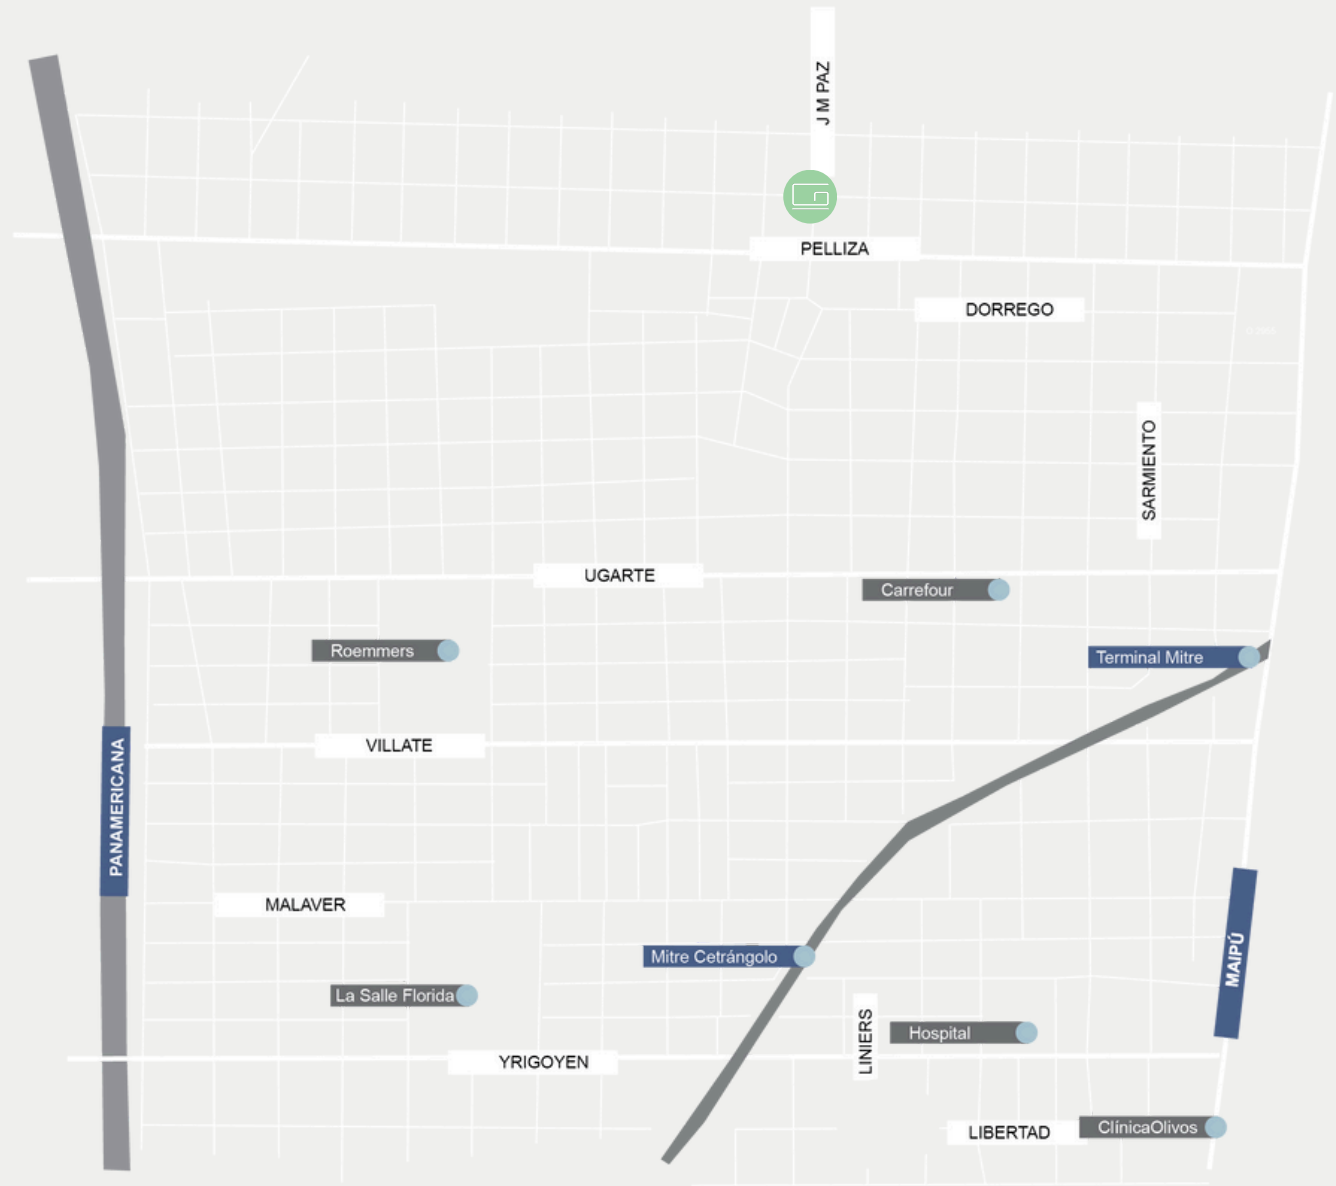 J M PAZ
PELLIZA
DORREGO
SARMIENTO
UGARTE
Carrefour
Roemmers
Terminal Mitre
VILLATE
PANAMERICANA
MALAVER
MAIPÚ
Mitre Cetrángolo
La Salle Florida
LINIERS
Hospital
YRIGOYEN
LIBERTAD
ClínicaOlivos